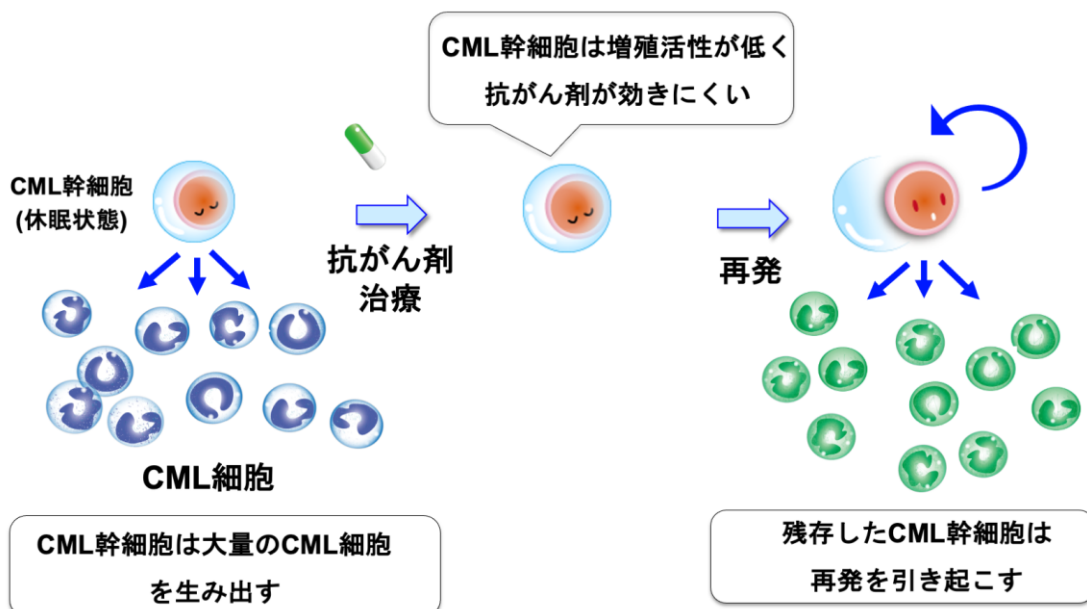 CML幹細胞は増殖活性が低く
抗がん剤が効きにくい
CML幹細胞
(休眠状態)
抗がん剤
治療
再発
CML細胞
CML幹細胞は大量のCML細胞
を生み出す
残存したCML幹細胞は
再発を引き起こす